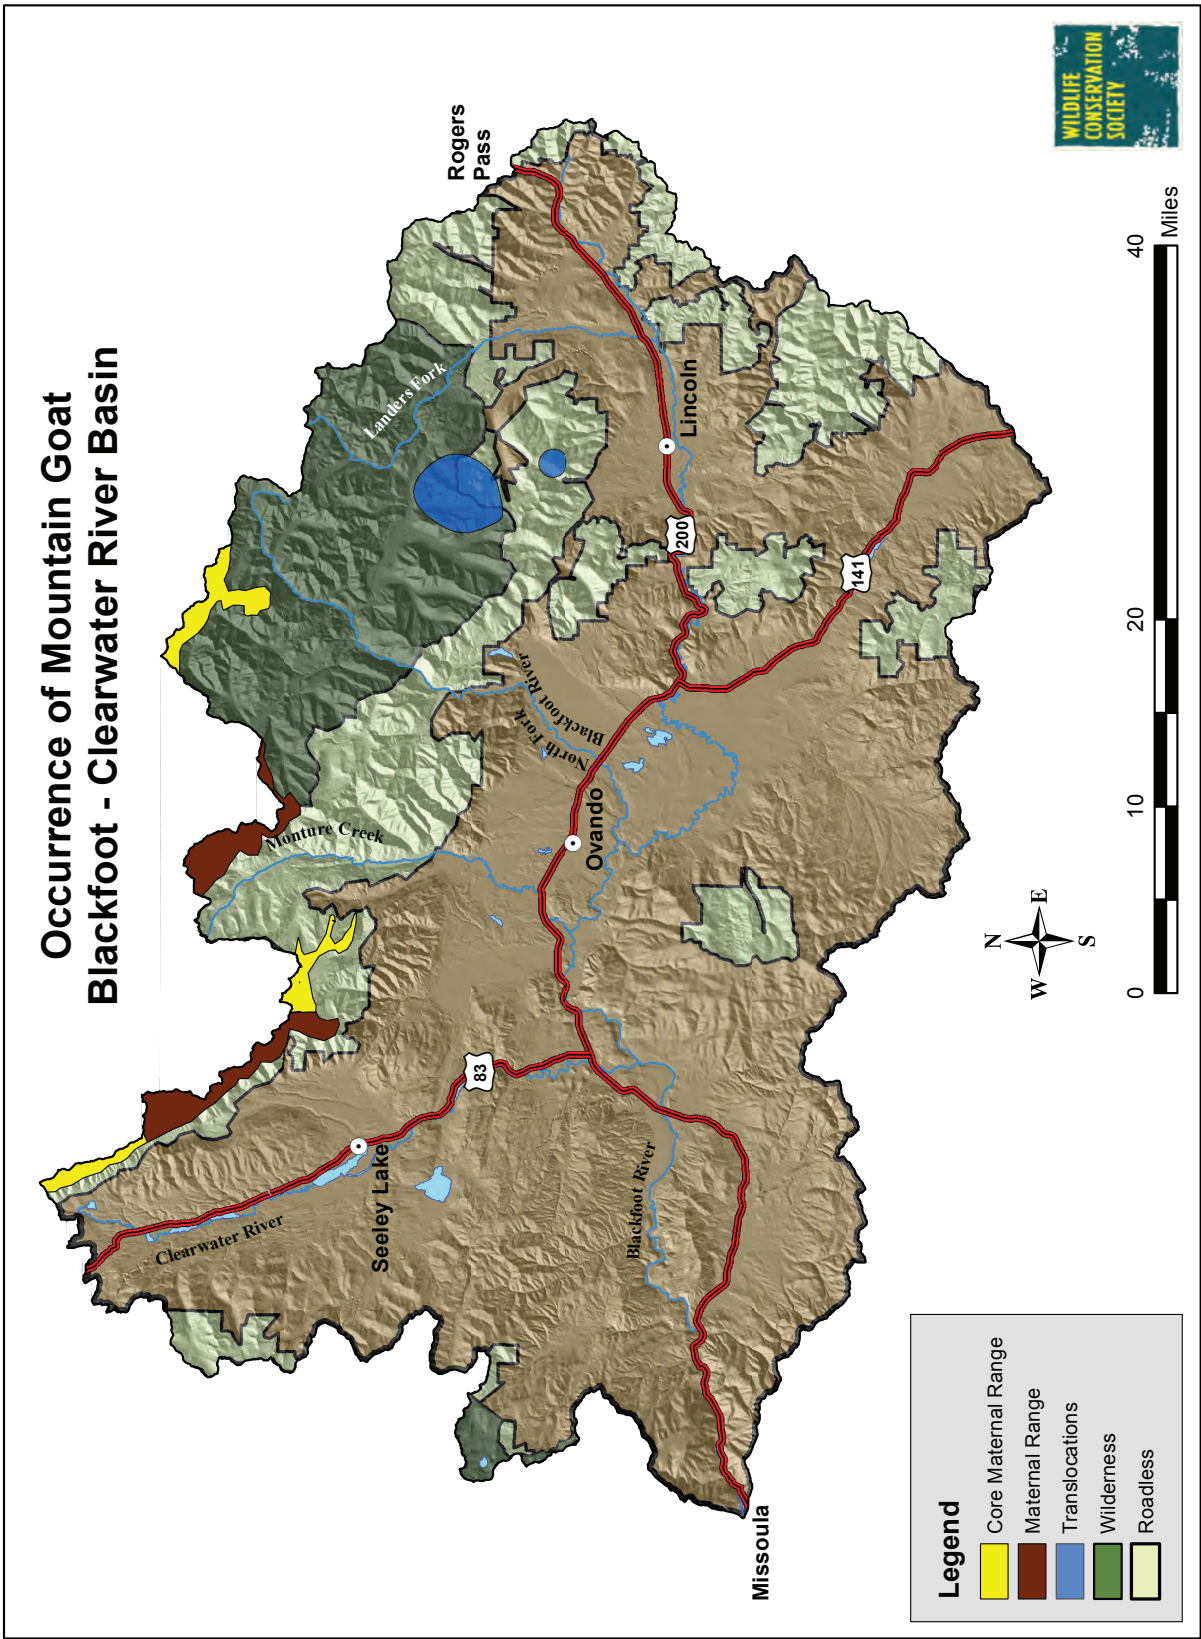 Occurrence of Mountain Goat
Blackfoot - Clearwater River Basin
Rogers
Pass
Landers Fork
Lincoln
200
141
North Fork
Blackfoot River
Monture Creek
Ovando
83
Seeley Lake
Clearwater River
Blackfoot River
Missoula
Legend
Core Maternal Range
Maternal Range
Translocations
Wilderness
Roadless
N
W
E
S
0
10
20
40
Miles
WILDLIFE
CONSERVATION
SOCIETY